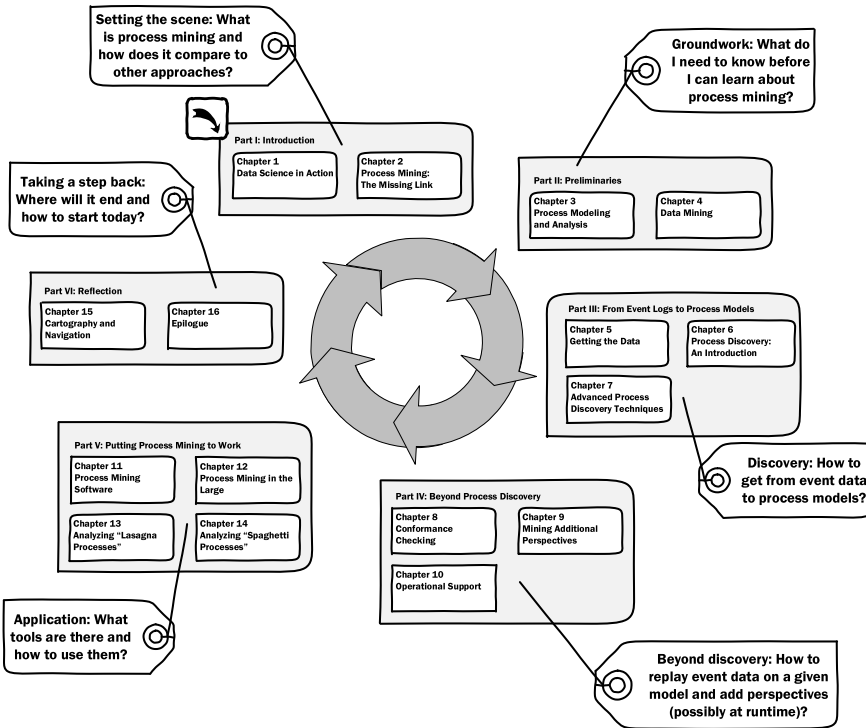 Setting the scene: What
is process mining and
how does it compare to
other approaches?
Part I: Introduction
Chapter 1
Data Science in Action
Chapter 2
Process Mining:
The Missing Link
Groundwork: What do
I need to know before
I can learn about
process mining?
Part II: Preliminaries
Chapter 3
Process Modeling
and Analysis
Chapter 4
Data Mining
Part III: From Event Logs to Process Models
Chapter 5
Getting the Data
Chapter 6
Process Discovery:
An Introduction
Chapter 7
Advanced Process
Discovery Techniques
Discovery: How to
get from event data
to process models?
Part IV: Beyond Process Discovery
Chapter 8
Conformance
Checking
Chapter 9
Mining Additional
Perspectives
Chapter 10
Operational Support
Beyond discovery: How to
replay event data on a given
model and add perspectives
(possibly at runtime)?
Part V: Putting Process Mining to Work
Chapter 11
Process Mining
Software
Chapter 12
Process Mining in the
Large
Chapter 13
Analyzing “Lasagna
Processes”
Chapter 14
Analyzing “Spaghetti
Processes”
Application: What
tools are there and
how to use them?
Part VI: Reflection
Chapter 15
Cartography and
Navigation
Chapter 16
Epilogue
Taking a step back:
Where will it end and
how to start today?